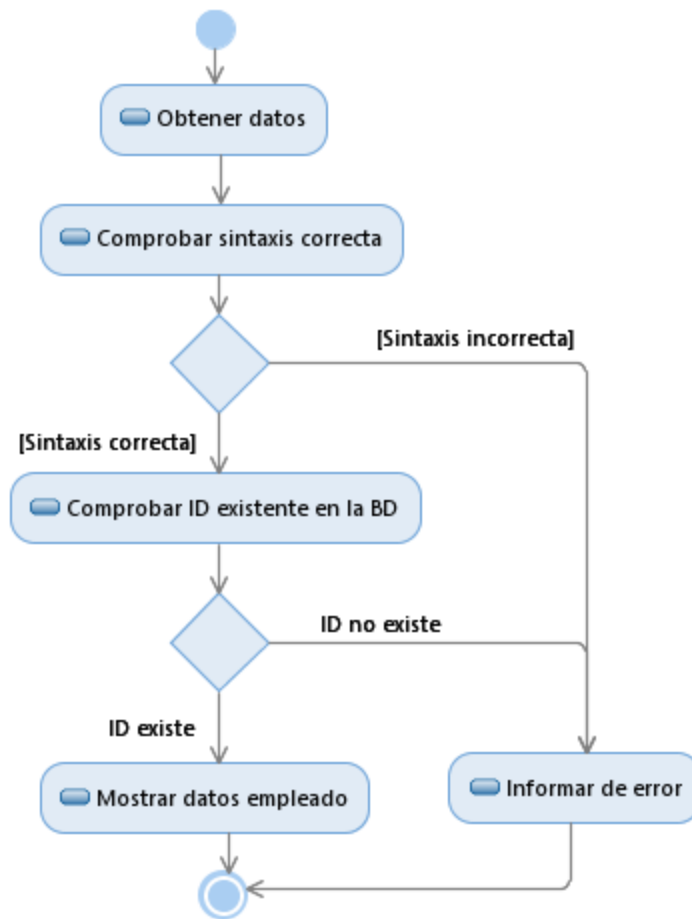 Obtener datos
Comprobar sintaxis correcta
[Sintaxis incorrecta]
[Sintaxis correcta]
Comprobar ID existente en la BD
ID no existe
ID existe
Mostrar datos empleado
Informar de error